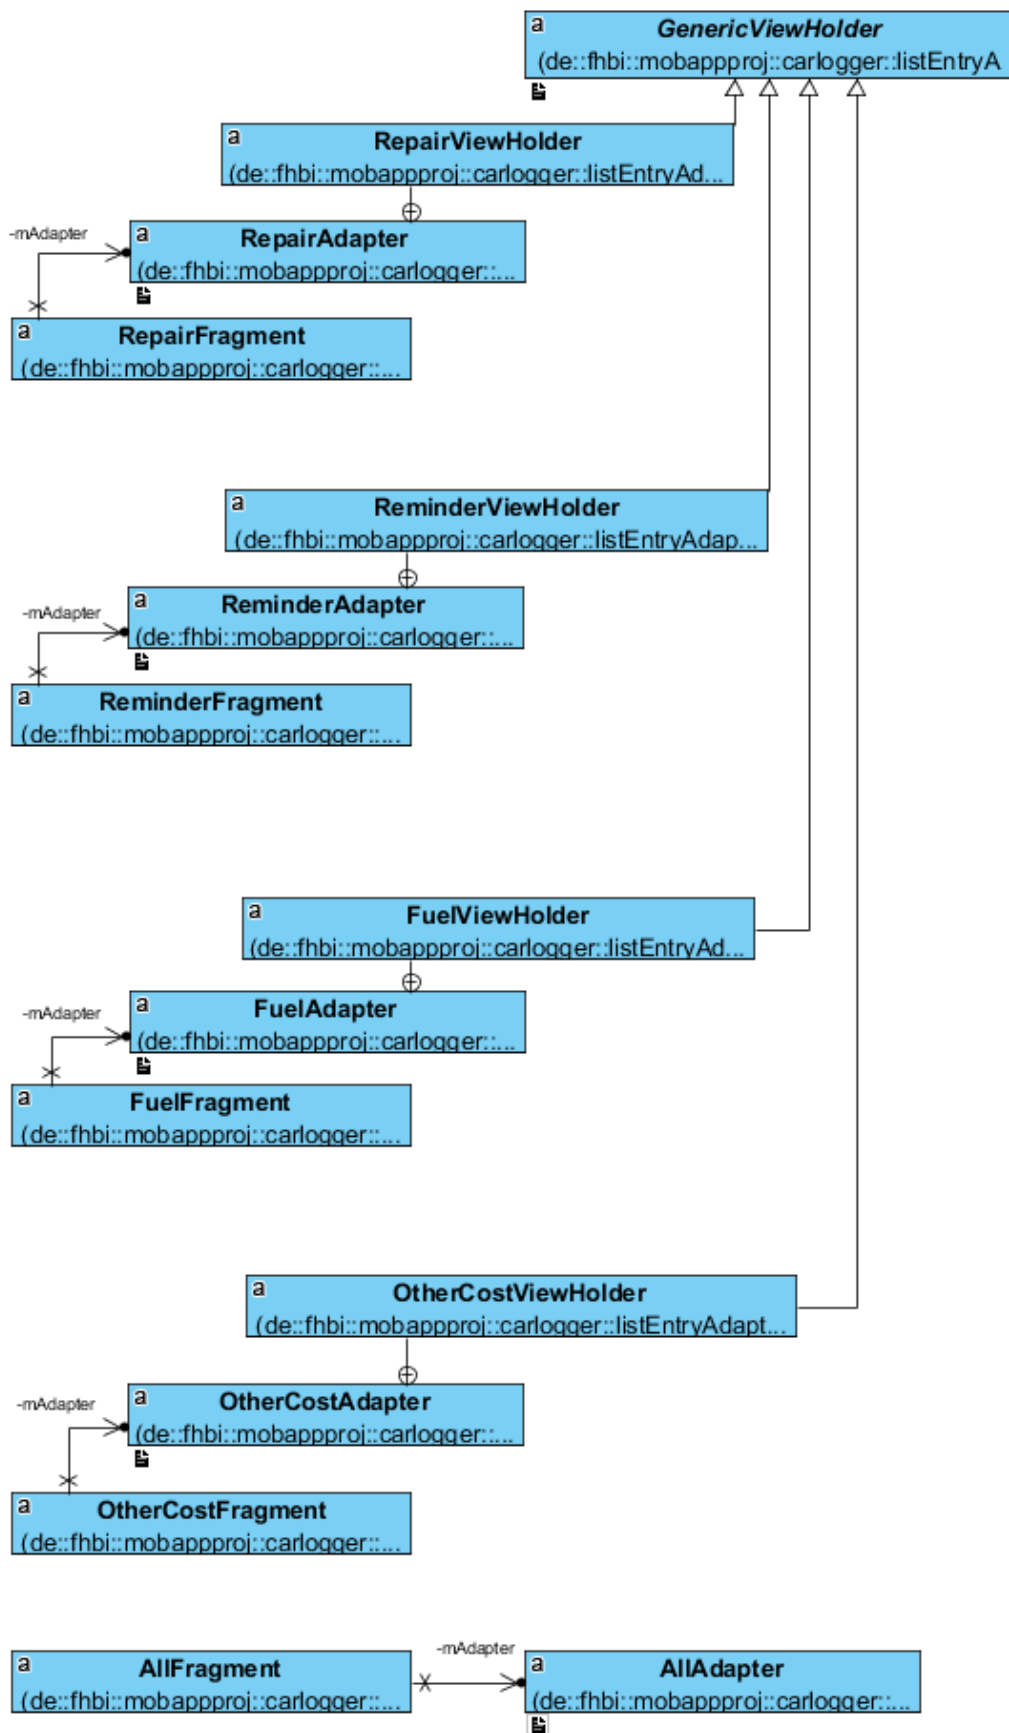 a
GenericViewHolder
(de::fhbi::mobappproj::carlogger::listEntryA
a
RepairViewHolder
(de::fhbi::mobappproj::carlogger::listEntryAd...
-mAdapter
a
RepairAdapter
(de::fhbi::mobappproj::carlogger::...
a
RepairFragment
(de::fhbi::mobappproj::carlogger::...
a
ReminderViewHolder
(de::fhbi::mobappproj::carlogger::listEntryAdap...
-mAdapter
a
ReminderAdapter
(de::fhbi::mobappproj::carlogger::...
a
ReminderFragment
(de::fhbi::mobappproj::carlogger::...
a
FuelViewHolder
(de::fhbi::mobappproj::carlogger::listEntryAd...
-mAdapter
a
FuelAdapter
(de::fhbi::mobappproj::carlogger::...
a
FuelFragment
(de::fhbi::mobappproj::carlogger::...
a
OtherCostViewHolder
(de::fhbi::mobappproj::carlogger::listEntryAdapt...
-mAdapter
a
OtherCostAdapter
(de::fhbi::mobappproj::carlogger::...
a
OtherCostFragment
(de::fhbi::mobappproj::carlogger::...
a
AllFragment
(de::fhbi::mobappproj::carlogger::...
-mAdapter
a
AllAdapter
(de::fhbi::mobappproj::carlogger::...